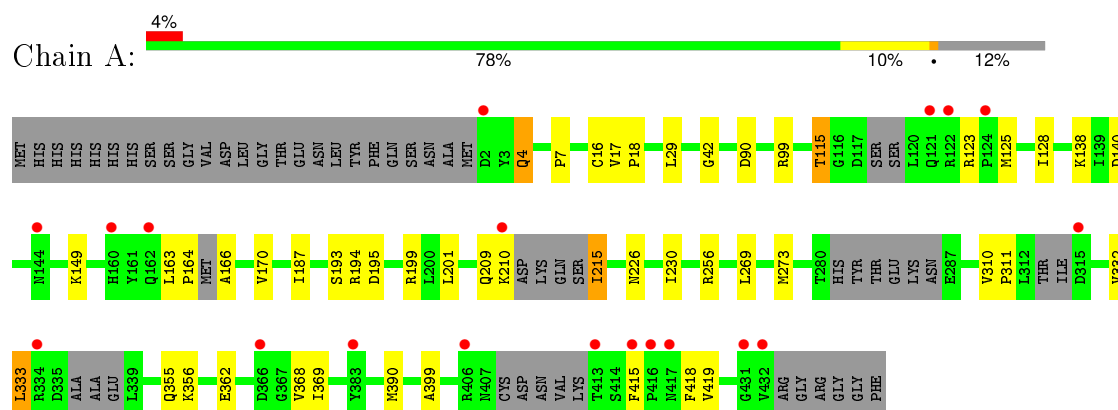 4%
Chain A:
78% 10% • 12%
MET HIS HIS HIS HIS HIS HIS SER SER GLY VAL ASP LEU GLY THR GLU ASN LEU TYR PHE GLN SER ASN ALA MET D2 Y3 Q4 P7 C16 V17 P18 L29 G42 D90 R99 T115 G116 D117 SER SER L120 Q121 R122 R123 P124 M125 I128 K138 I139 D140
N144 K149 H160 Y161 Q162 L163 P164 MET A166 V170 I187 S193 R194 D195 R199 L200 L201 Q209 K210 ASP LYS GLN SER I215 N226 I230 R256 L269 M273 T280 HIS TYR THR GLU LYS ASN E287 V310 P311 L312 THR ILE D315 V332
L333 R334 D335 ALA ALA GLU L339 Q355 K356 E362 D366 G367 V368 I369 Y383 M390 A399 R406 N407 CYS ASP ASN VAL LYS T413 S414 F415 P416 N417 F418 V419 G431 V432 ARG GLY ARG GLY GLY PHE